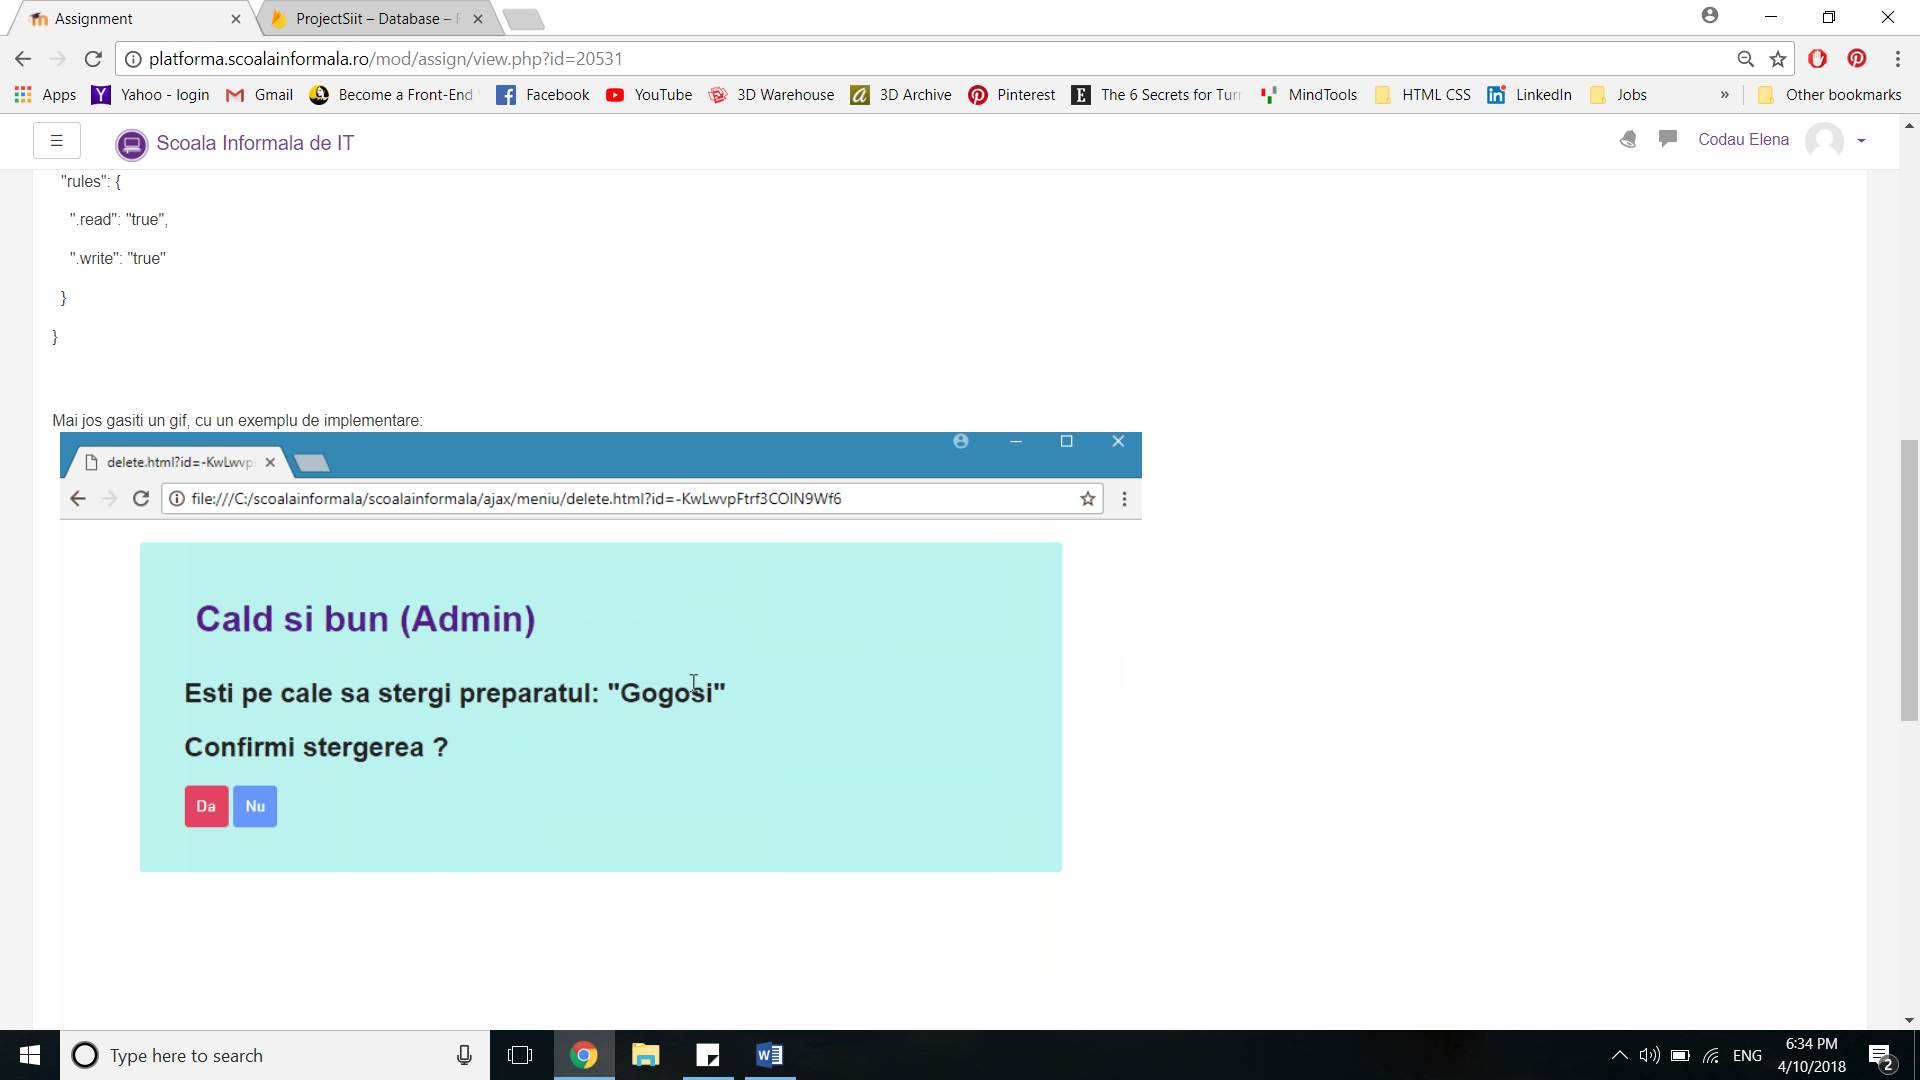 Assignment
ProjectSiit – Database –
platforma.scoalainformala.ro/mod/assign/view.php?id=20531
Apps Yahoo - login Gmail Become a Front-End Facebook YouTube 3D Warehouse 3D Archive Pinterest The 6 Secrets for Turn MindTools HTML CSS LinkedIn Jobs » Other bookmarks
Scoala Informala de IT
Codau Elena
"rules": {
".read": "true",
".write": "true"
}
}
Mai jos gasiti un gif, cu un exemplu de implementare:
delete.html?id=-KwLwvp
file:///C:/scoalainformala/scoalainformala/ajax/meniu/delete.html?id=-KwLwvpFtrf3COIN9Wf6
Cald si bun (Admin)
Esti pe cale sa stergi preparatul: "Gogosi"
Confirmi stergerea ?
Da Nu
Type here to search
ENG
6:34 PM
4/10/2018
2